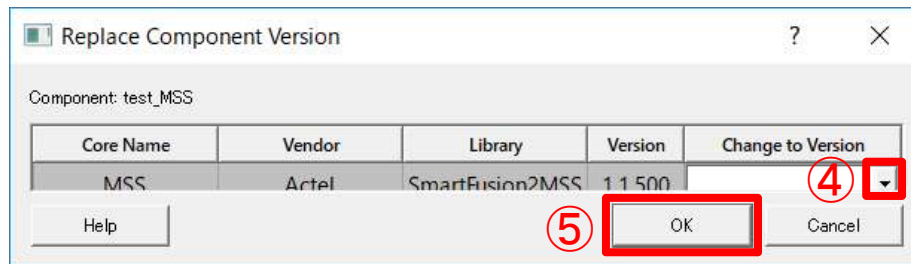 Replace Component Version ? ×
Component: test_MSS
Core Name Vendor Library Version Change to Version
MSS Actel SmartFusion2MSS 1.1.500 ④
Help ⑤ OK Cancel